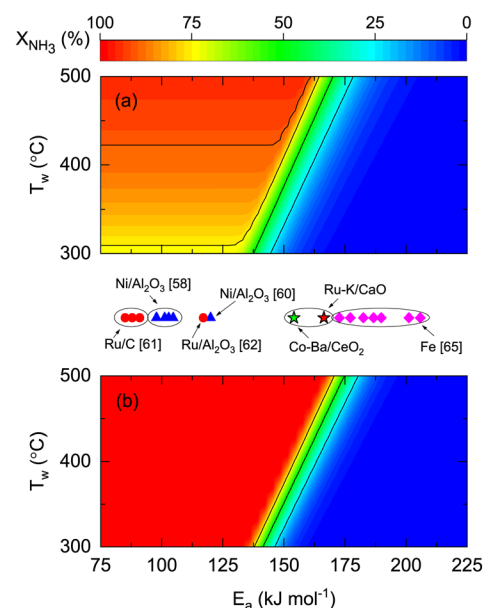 X_NH3 (%)
100 75 50 25 0
500
(a)
400
T_w (°C)
300
Ru-K/CaO
Ni/Al2O3 [58]
Ni/Al2O3 [60]
Ru/C [61]
Ru/Al2O3 [62]
Co-Ba/CeO2
Fe [65]
500
(b)
400
T_w (°C)
300
75 100 125 150 175 200 225
E_a (kJ mol⁻¹)